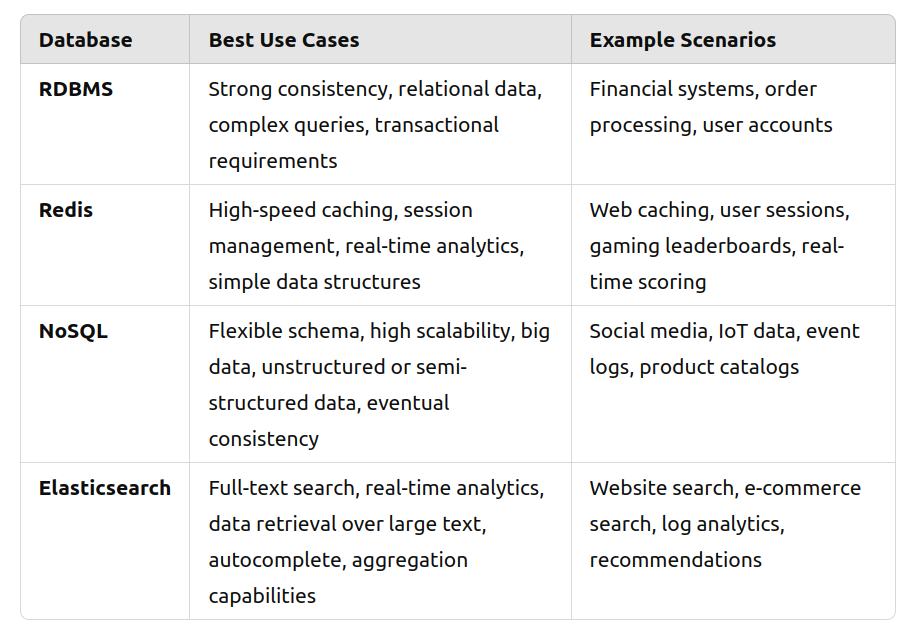 Database Best Use Cases Example Scenarios
RDBMS Strong consistency, relational data, Financial systems, order
complex queries, transactional processing, user accounts
requirements
Redis High-speed caching, session Web caching, user sessions,
management, real-time analytics, gaming leaderboards, real-
simple data structures time scoring
NoSQL Flexible schema, high scalability, big Social media, IoT data, event
data, unstructured or semi- logs, product catalogs
structured data, eventual
consistency
Elasticsearch Full-text search, real-time analytics, Website search, e-commerce
data retrieval over large text, search, log analytics,
autocomplete, aggregation recommendations
capabilities